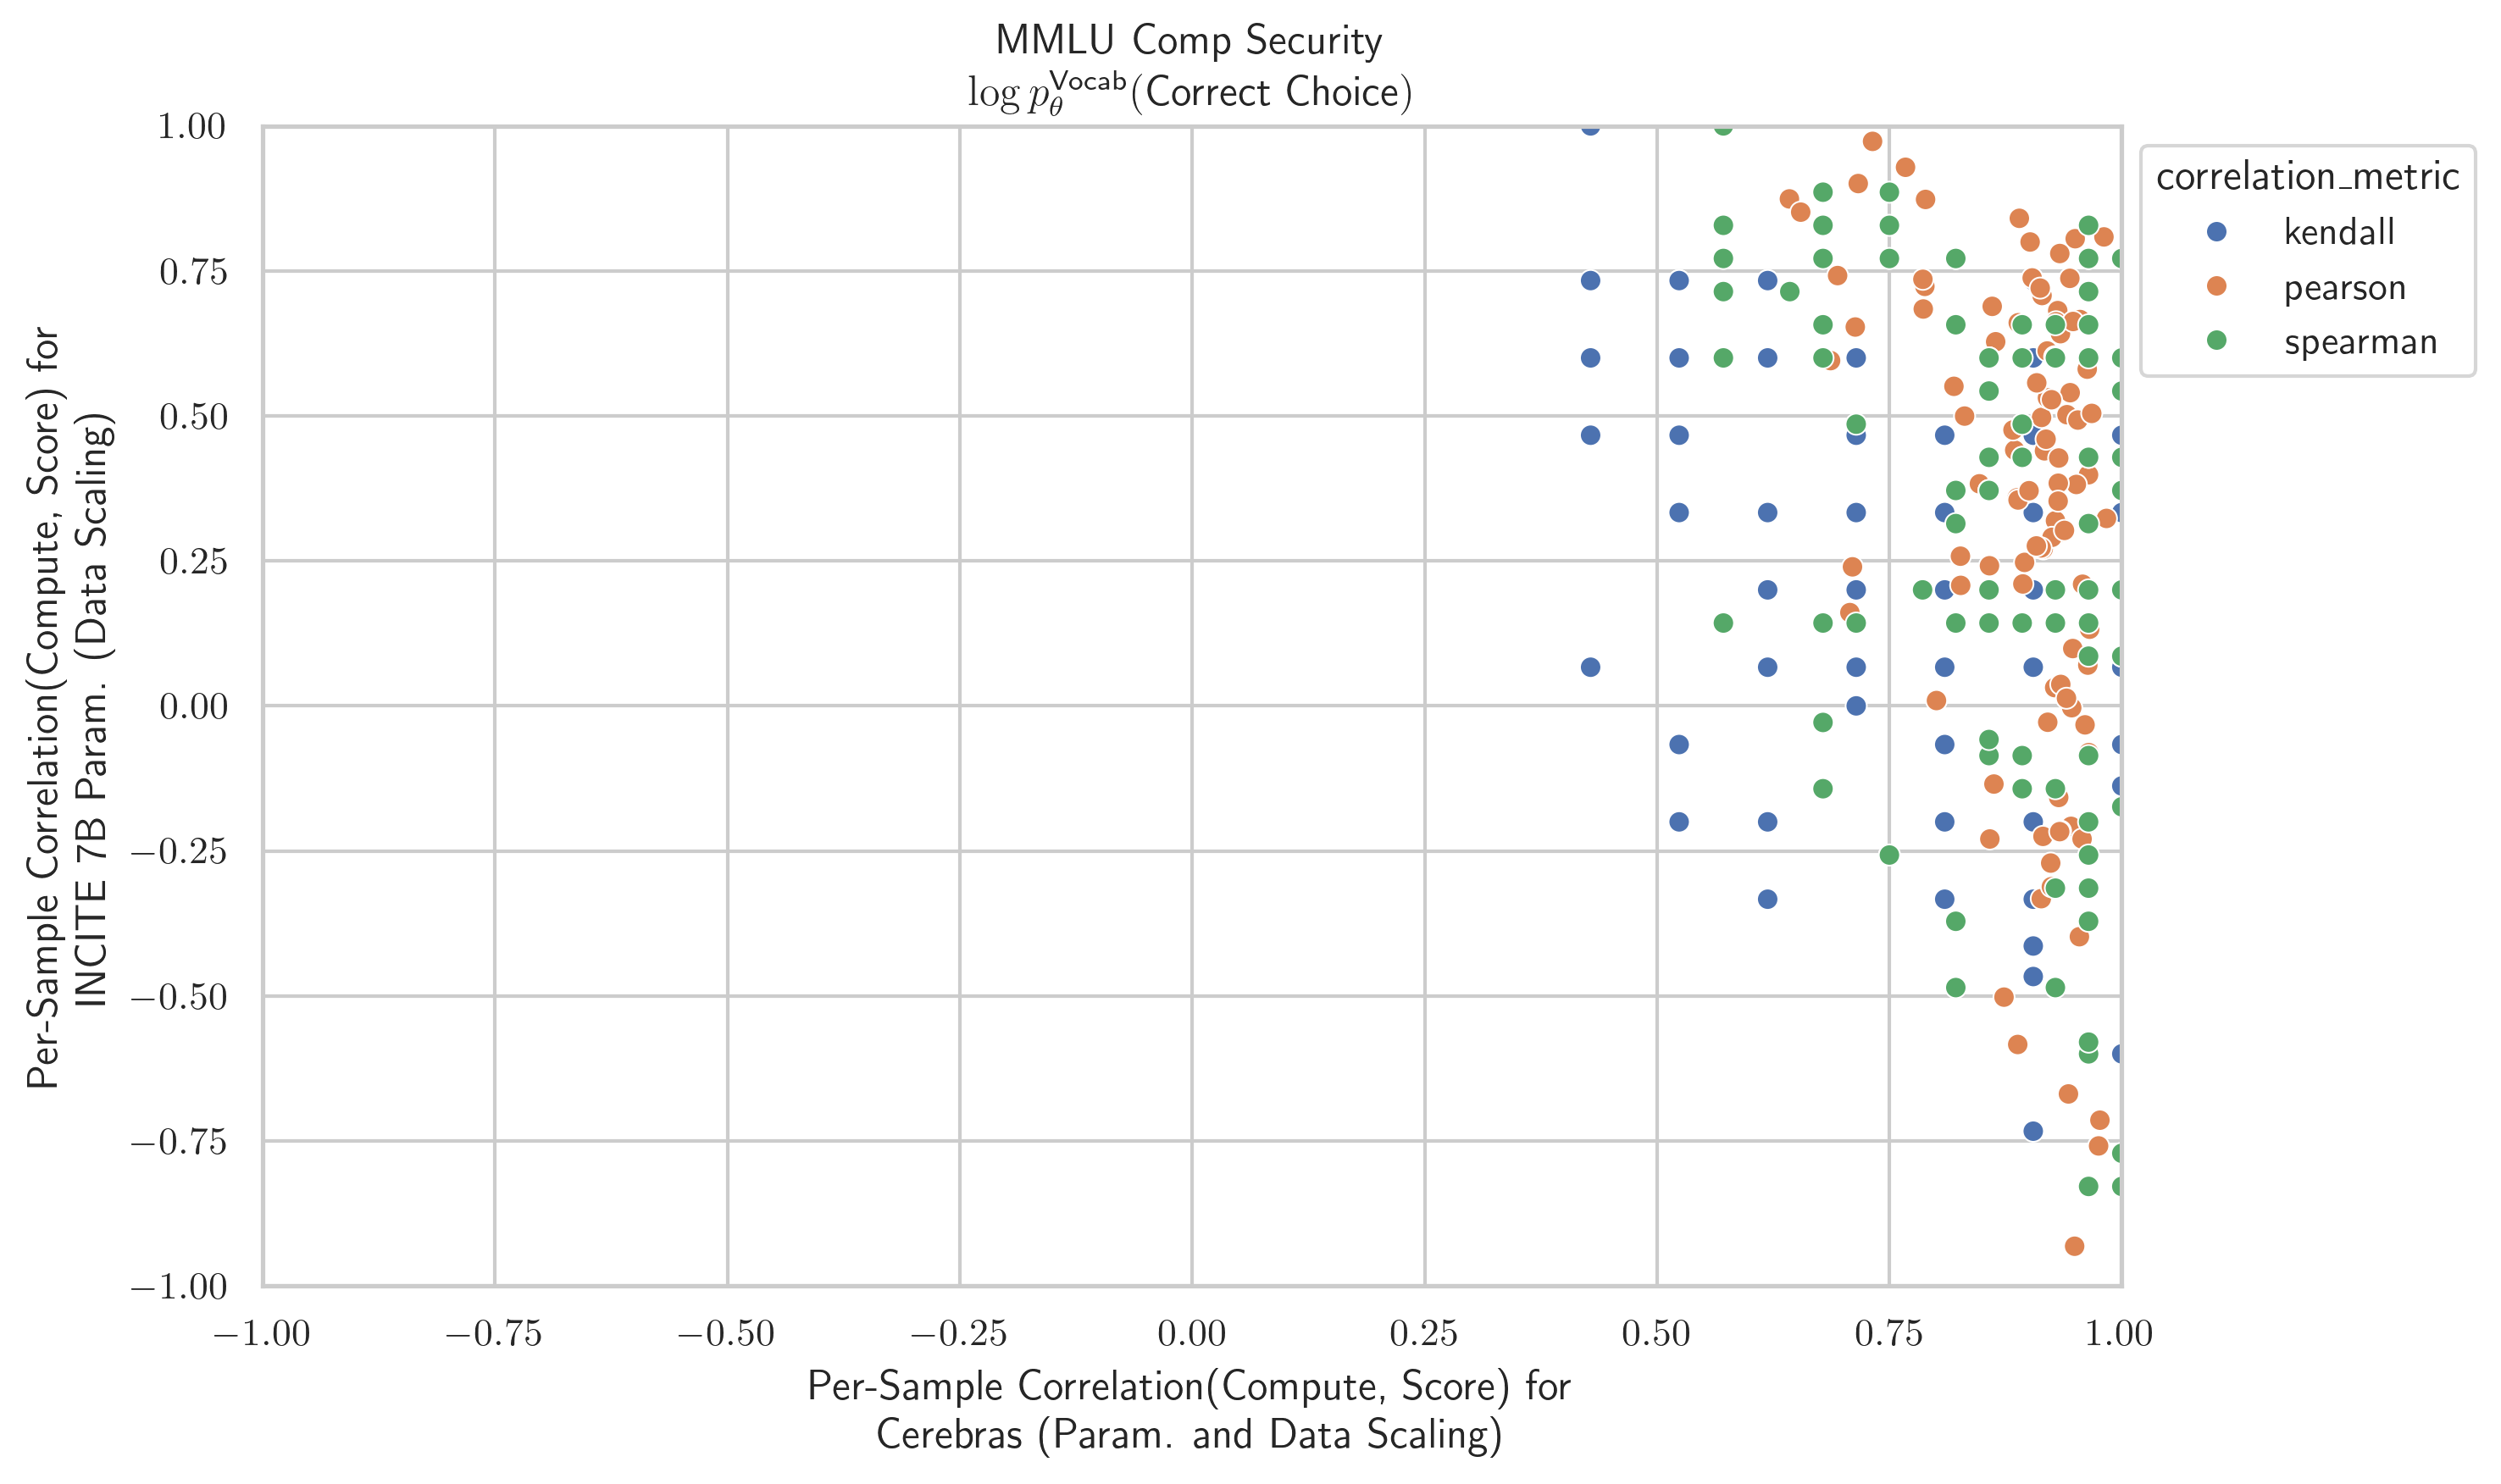 MMLU Comp Security
log p_θ^Vocab(Correct Choice)
Per-Sample Correlation(Compute, Score) for
INCITE 7B Param. (Data Scaling)
1.00
0.75
0.50
0.25
0.00
−0.25
−0.50
−0.75
−1.00
−1.00 −0.75 −0.50 −0.25 0.00 0.25 0.50 0.75 1.00
Per-Sample Correlation(Compute, Score) for
Cerebras (Param. and Data Scaling)
correlation_metric
kendall
pearson
spearman